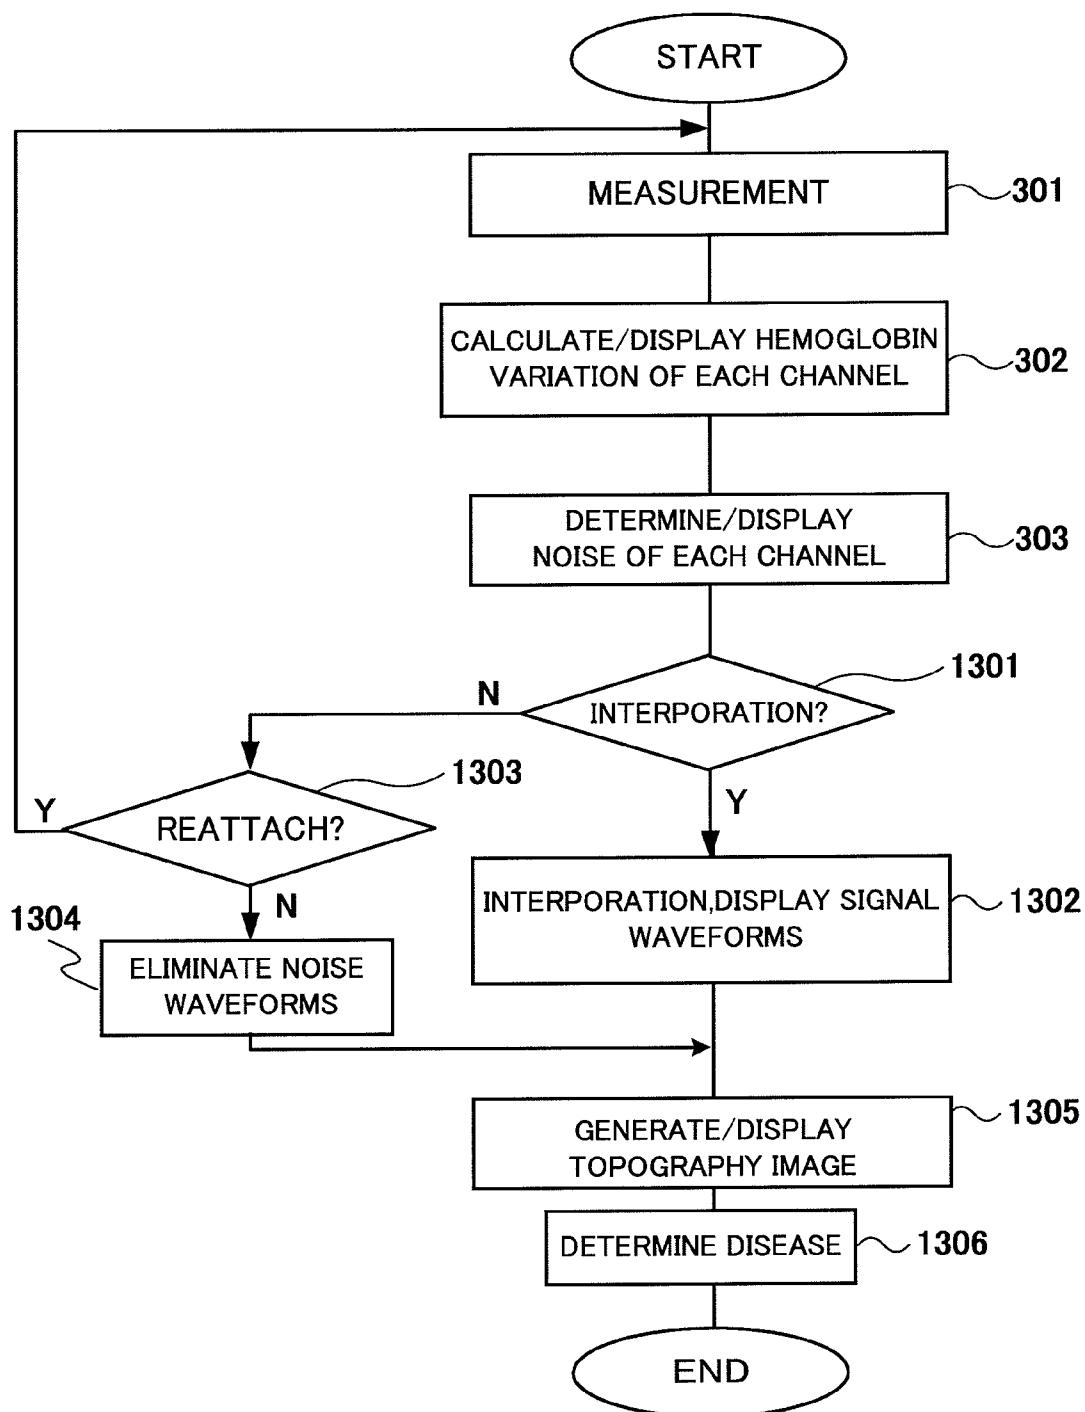 START
MEASUREMENT
301
CALCULATE/DISPLAY HEMOGLOBIN
VARIATION OF EACH CHANNEL
302
DETERMINE/DISPLAY
NOISE OF EACH CHANNEL
303
1301
INTERPORATION?
N
Y
1303
REATTACH?
Y
N
1304
ELIMINATE NOISE
WAVEFORMS
INTERPORATION,DISPLAY SIGNAL
WAVEFORMS
1302
GENERATE/DISPLAY
TOPOGRAPHY IMAGE
1305
DETERMINE DISEASE
1306
END